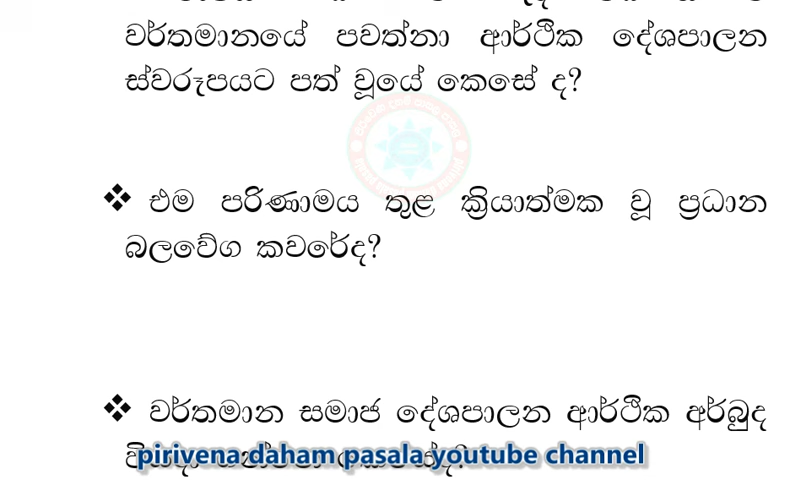 වර්තමානයේ පවත්නා ආර්ථික දේශපාලන
ස්වරූපයට පත් වූයේ කෙසේ ද?
❖ එම පරිණාමය තුළ ක්‍රියාත්මක වූ ප්‍රධාන
බලවේග කවරේද?
❖ වර්තමාන සමාජ දේශපාලන ආර්ථික අර්බුද
pirivena daham pasala youtube channel